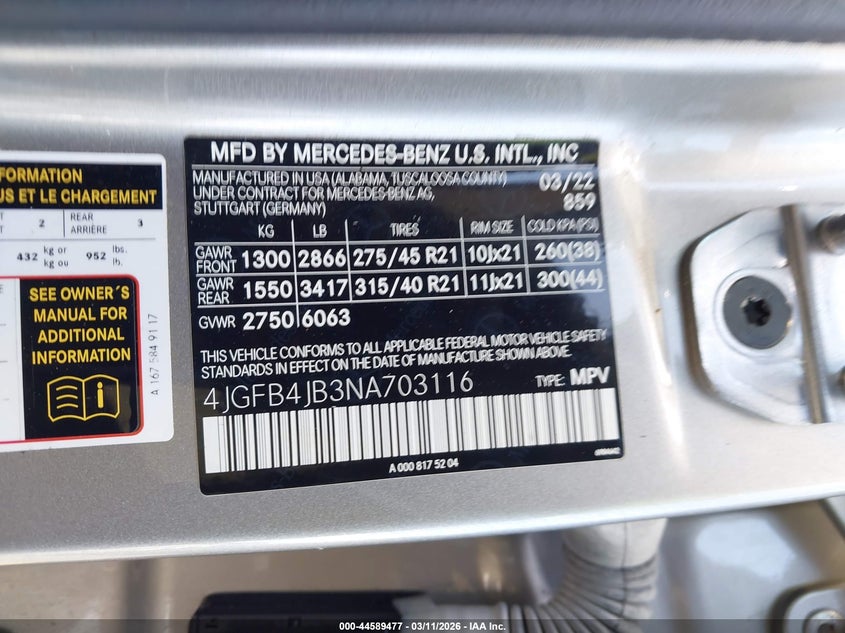 FORMATION
US ET LE CHARGEMENT
2 REAR ARRIÈRE 3
432 kg or kg ou 952 lbs. lb.
SEE OWNER'S
MANUAL FOR
ADDITIONAL
INFORMATION
A 167 584 91 17
MFD BY MERCEDES-BENZ U.S. INTL., INC
MANUFACTURED IN USA (ALABAMA, TUSCALOOSA COUNTY) 03/22
UNDER CONTRACT FOR MERCEDES-BENZ AG, 859
STUTTGART (GERMANY)
KG LB TIRES RIM SIZE COLD KPA (PSI)
GAWR FRONT 1300 2866 275/45 R21 10Jx21 260(38)
GAWR REAR 1550 3417 315/40 R21 11Jx21 300(44)
GVWR 2750 6063
THIS VEHICLE CONFORMS TO ALL APPLICABLE FEDERAL MOTOR VEHICLE SAFETY
STANDARDS IN EFFECT ON THE DATE OF MANUFACTURE SHOWN ABOVE.
4JGFB4JB3NA703116 TYPE: MPV
A 000 817 52 04
000-44589477 - 03/11/2026 - IAA Inc.